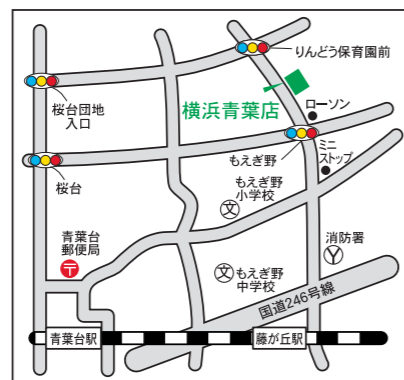 りんどう保育園前
桜台団地
入口
横浜青葉店
ローソン
もえぎ野
ミニ
ストップ
桜台
もえぎ野
小学校
文
青葉台
郵便局
〒
消防署
Y
文
もえぎ野
中学校
国道246号線
青葉台駅
藤が丘駅